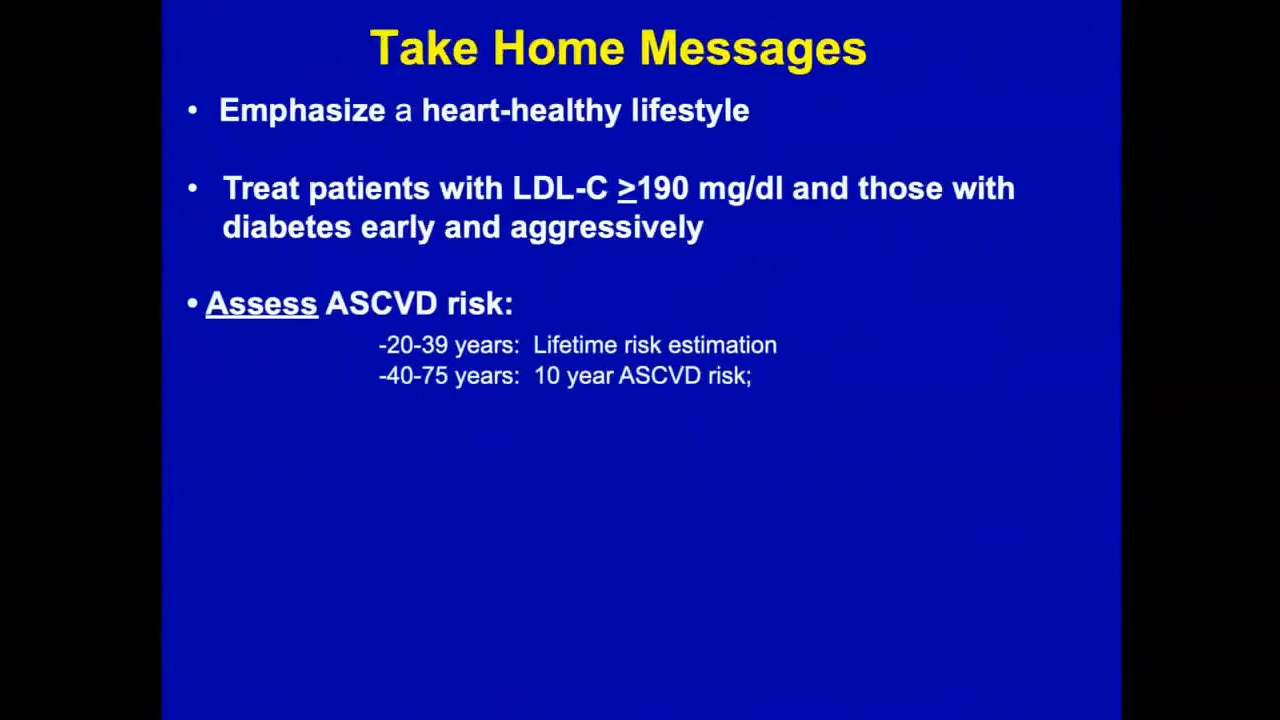 Take Home Messages
• Emphasize a heart-healthy lifestyle
• Treat patients with LDL-C ≥190 mg/dl and those with
diabetes early and aggressively
• Assess ASCVD risk:
-20-39 years: Lifetime risk estimation
-40-75 years: 10 year ASCVD risk;